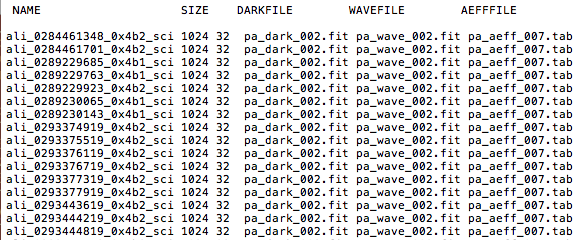 NAME SIZE DARKFILE WAVEFILE AEFFFILE
ali_0284461348_0x4b2_sci 1024 32 pa_dark_002.fit pa_wave_002.fit pa_aeff_007.tab
ali_0284461701_0x4b2_sci 1024 32 pa_dark_002.fit pa_wave_002.fit pa_aeff_007.tab
ali_0289229685_0x4b1_sci 1024 32 pa_dark_002.fit pa_wave_002.fit pa_aeff_007.tab
ali_0289229763_0x4b1_sci 1024 32 pa_dark_002.fit pa_wave_002.fit pa_aeff_007.tab
ali_0289229923_0x4b1_sci 1024 32 pa_dark_002.fit pa_wave_002.fit pa_aeff_007.tab
ali_0289230065_0x4b1_sci 1024 32 pa_dark_002.fit pa_wave_002.fit pa_aeff_007.tab
ali_0289230143_0x4b1_sci 1024 32 pa_dark_002.fit pa_wave_002.fit pa_aeff_007.tab
ali_0293374919_0x4b2_sci 1024 32 pa_dark_002.fit pa_wave_002.fit pa_aeff_007.tab
ali_0293375519_0x4b2_sci 1024 32 pa_dark_002.fit pa_wave_002.fit pa_aeff_007.tab
ali_0293376119_0x4b2_sci 1024 32 pa_dark_002.fit pa_wave_002.fit pa_aeff_007.tab
ali_0293376719_0x4b2_sci 1024 32 pa_dark_002.fit pa_wave_002.fit pa_aeff_007.tab
ali_0293377319_0x4b2_sci 1024 32 pa_dark_002.fit pa_wave_002.fit pa_aeff_007.tab
ali_0293377919_0x4b2_sci 1024 32 pa_dark_002.fit pa_wave_002.fit pa_aeff_007.tab
ali_0293443619_0x4b2_sci 1024 32 pa_dark_002.fit pa_wave_002.fit pa_aeff_007.tab
ali_0293444219_0x4b2_sci 1024 32 pa_dark_002.fit pa_wave_002.fit pa_aeff_007.tab
ali_0293444819_0x4b2_sci 1024 32 pa_dark_002.fit pa_wave_002.fit pa_aeff_007.tab